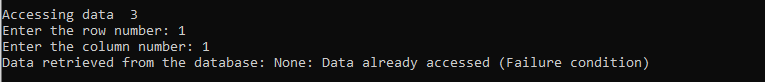 Accessing data  3
Enter the row number: 1
Enter the column number: 1
Data retrieved from the database: None: Data already accessed (Failure condition)